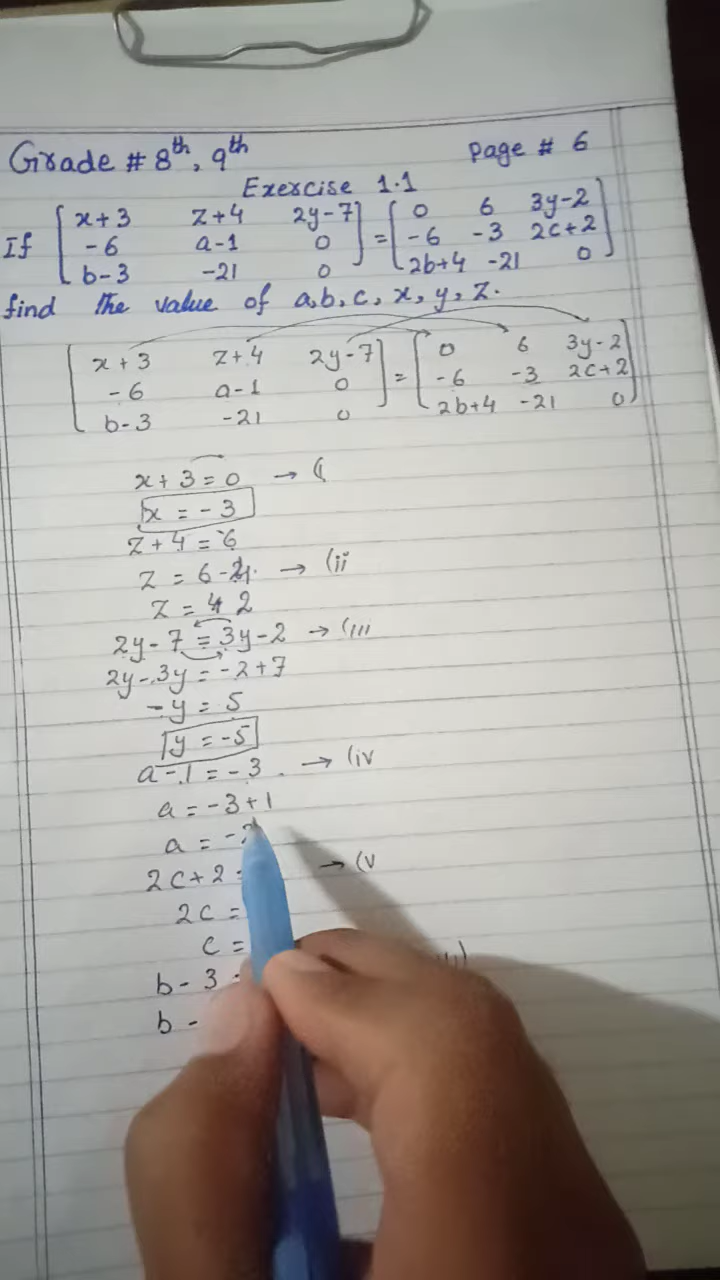 Grade # 8th, 9th Page # 6
Exercise 1.1
If [x+3 z+4 2y-7] = [0 6 3y-2]
[-6 a-1 0] [-6 -3 2c+2]
[b-3 -21 0] [2b+4 -21 0]
find the value of a,b,c,x,y,z.
[x+3 z+4 2y-7] = [0 6 3y-2]
[-6 a-1 0] [-6 -3 2c+2]
[b-3 -21 0] [2b+4 -21 0]
x+3=0 → (i
x = -3
z+4 = 6
z = 6-4 → (ii
z = 2
2y-7 = 3y-2 → (iii
2y-3y = -2+7
-y = 5
y = -5
a-1 = -3 → (iv
a = -3+1
a = -
2c+2 = → (v
2c =
c =
b-3
b-